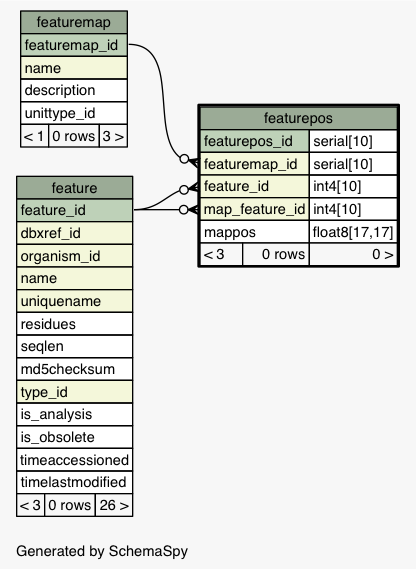 featuremap
featuremap_id
name
description
unittype_id
< 1 0 rows 3 >
featurepos
featurepos_id serial[10]
featuremap_id serial[10]
feature_id int4[10]
map_feature_id int4[10]
mappos float8[17,17]
< 3 0 rows 0 >
feature
feature_id
dbxref_id
organism_id
name
uniquename
residues
seqlen
md5checksum
type_id
is_analysis
is_obsolete
timeaccessioned
timelastmodified
< 3 0 rows 26 >
Generated by SchemaSpy